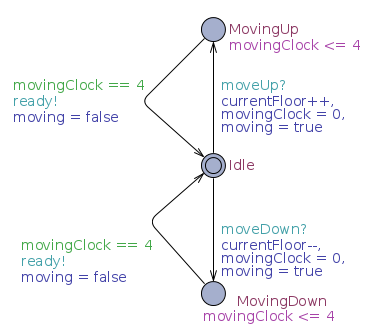 MovingUp
movingClock <= 4
movingClock == 4
ready!
moving = false
moveUp?
currentFloor++,
movingClock = 0,
moving = true
Idle
moveDown?
currentFloor--,
movingClock = 0,
moving = true
movingClock == 4
ready!
moving = false
MovingDown
movingClock <= 4